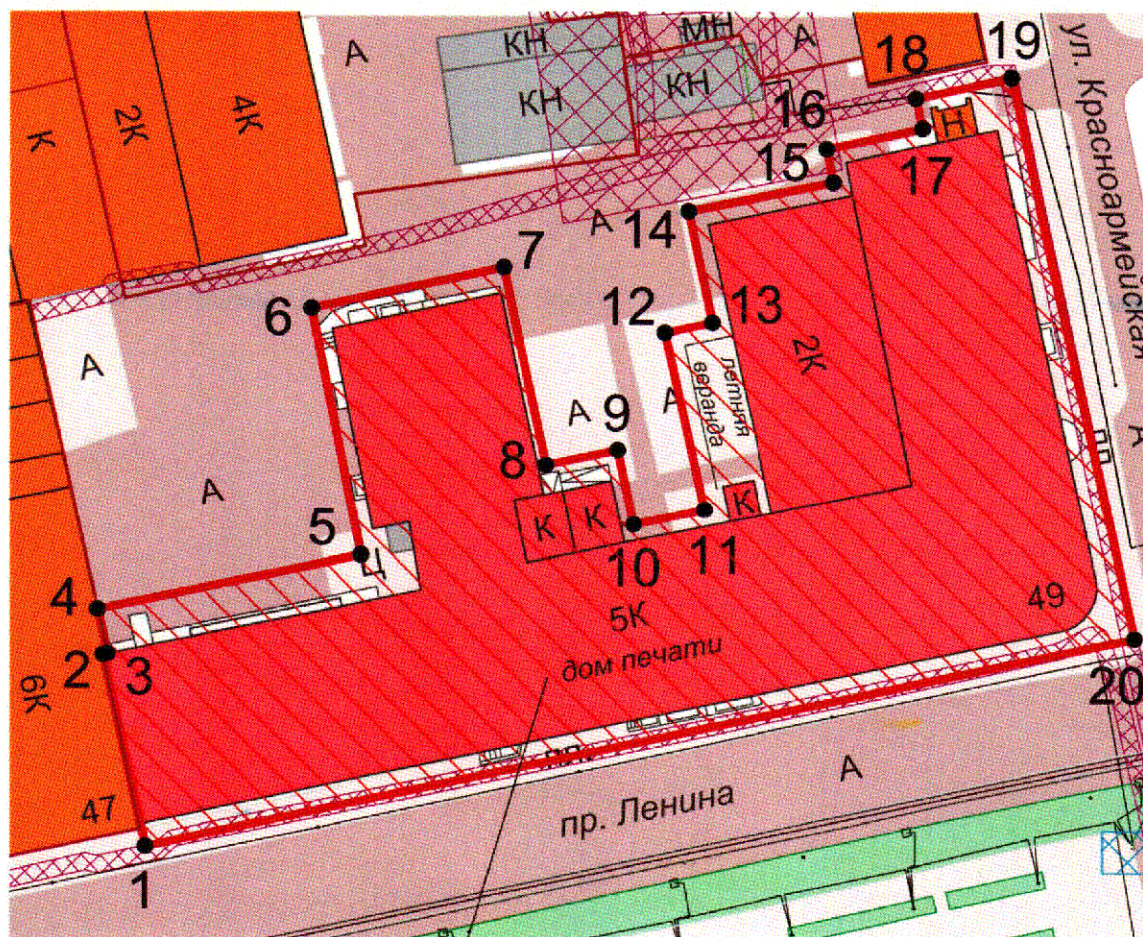 А
КН
МН
А
18
19
ул. Красноармейская
К
2К
4К
КН
КН
16
Н
15
17
А
14
7
6
12
13
2К
А
летняя
веранда
А
А
9
8
А
ПП
А
К
К
К
5
Ц
10
11
4
5К
49
дом печати
2
3
6К
20
ПП
47
А
пр. Ленина
1